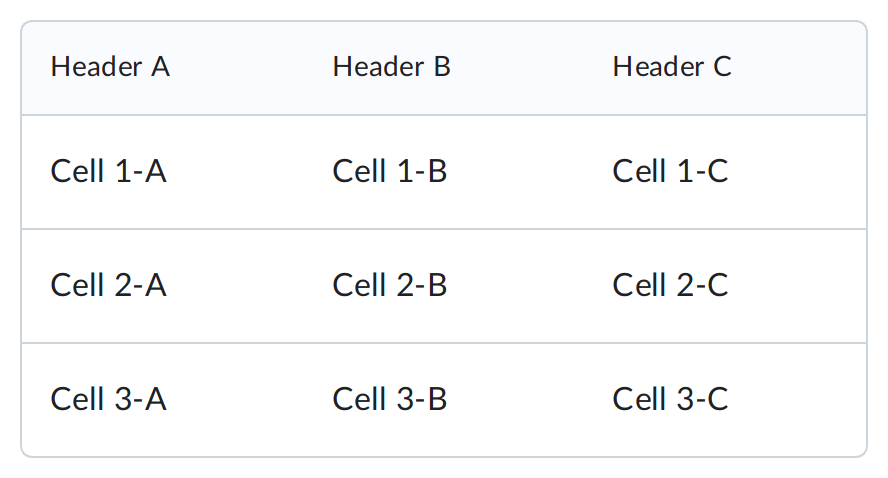 Header A Header B Header C
Cell 1-A Cell 1-B Cell 1-C
Cell 2-A Cell 2-B Cell 2-C
Cell 3-A Cell 3-B Cell 3-C